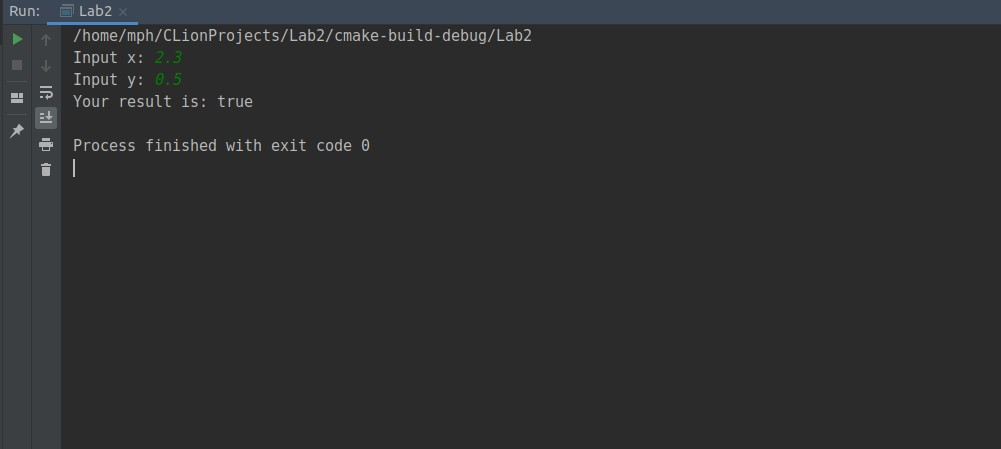 Run: Lab2
/home/mph/CLionProjects/Lab2/cmake-build-debug/Lab2
Input x: 2.3
Input y: 0.5
Your result is: true
Process finished with exit code 0